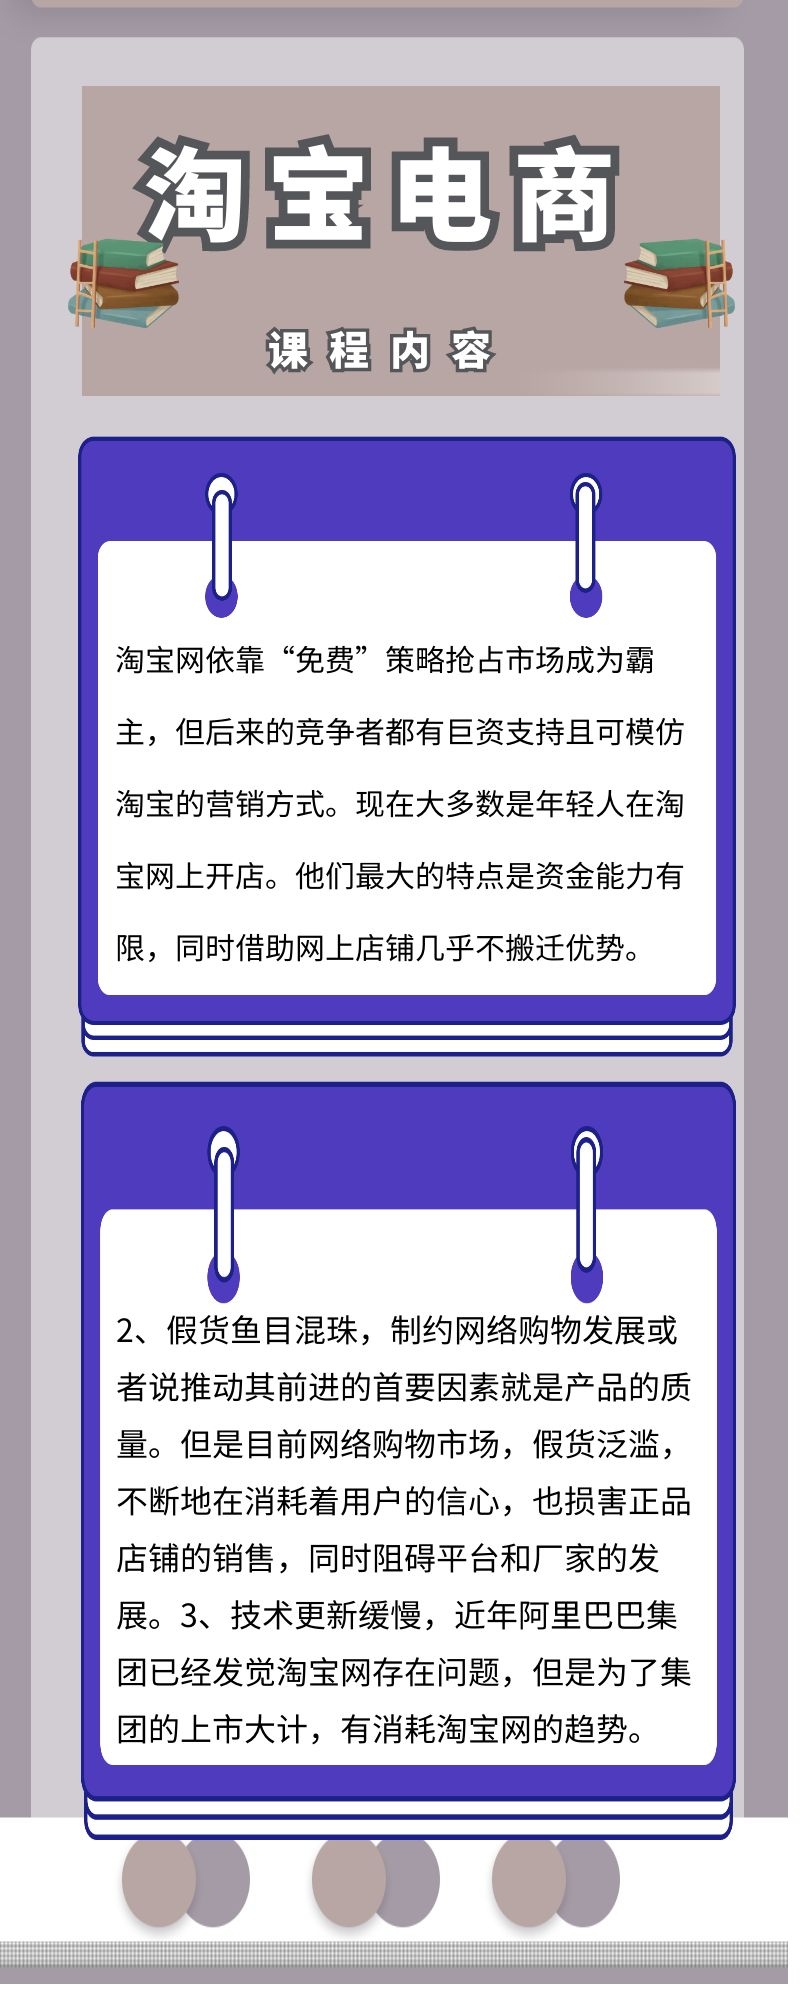 淘宝电商
课程内容
淘宝网依靠“免费”策略抢占市场成为霸
主，但后来的竞争者都有巨资支持且可模仿
淘宝的营销方式。现在大多数是年轻人在淘
宝网上开店。他们最大的特点是资金能力有
限，同时借助网上店铺几乎不搬迁优势。
2、假货鱼目混珠，制约网络购物发展或
者说推动其前进的首要因素就是产品的质
量。但是目前网络购物市场，假货泛滥，
不断地在消耗着用户的信心，也损害正品
店铺的销售，同时阻碍平台和厂家的发
展。3、技术更新缓慢，近年阿里巴巴集
团已经发觉淘宝网存在问题，但是为了集
团的上市大计，有消耗淘宝网的趋势。